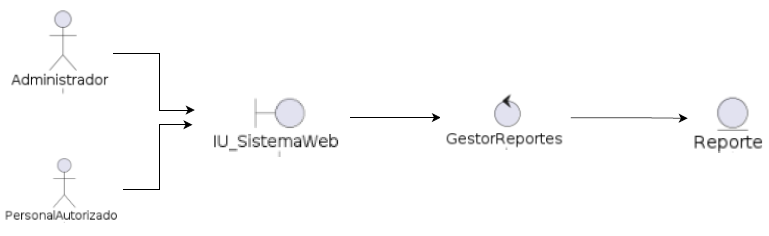 Administrador
IU_SistemaWeb
GestorReportes
Reporte
PersonalAutorizado